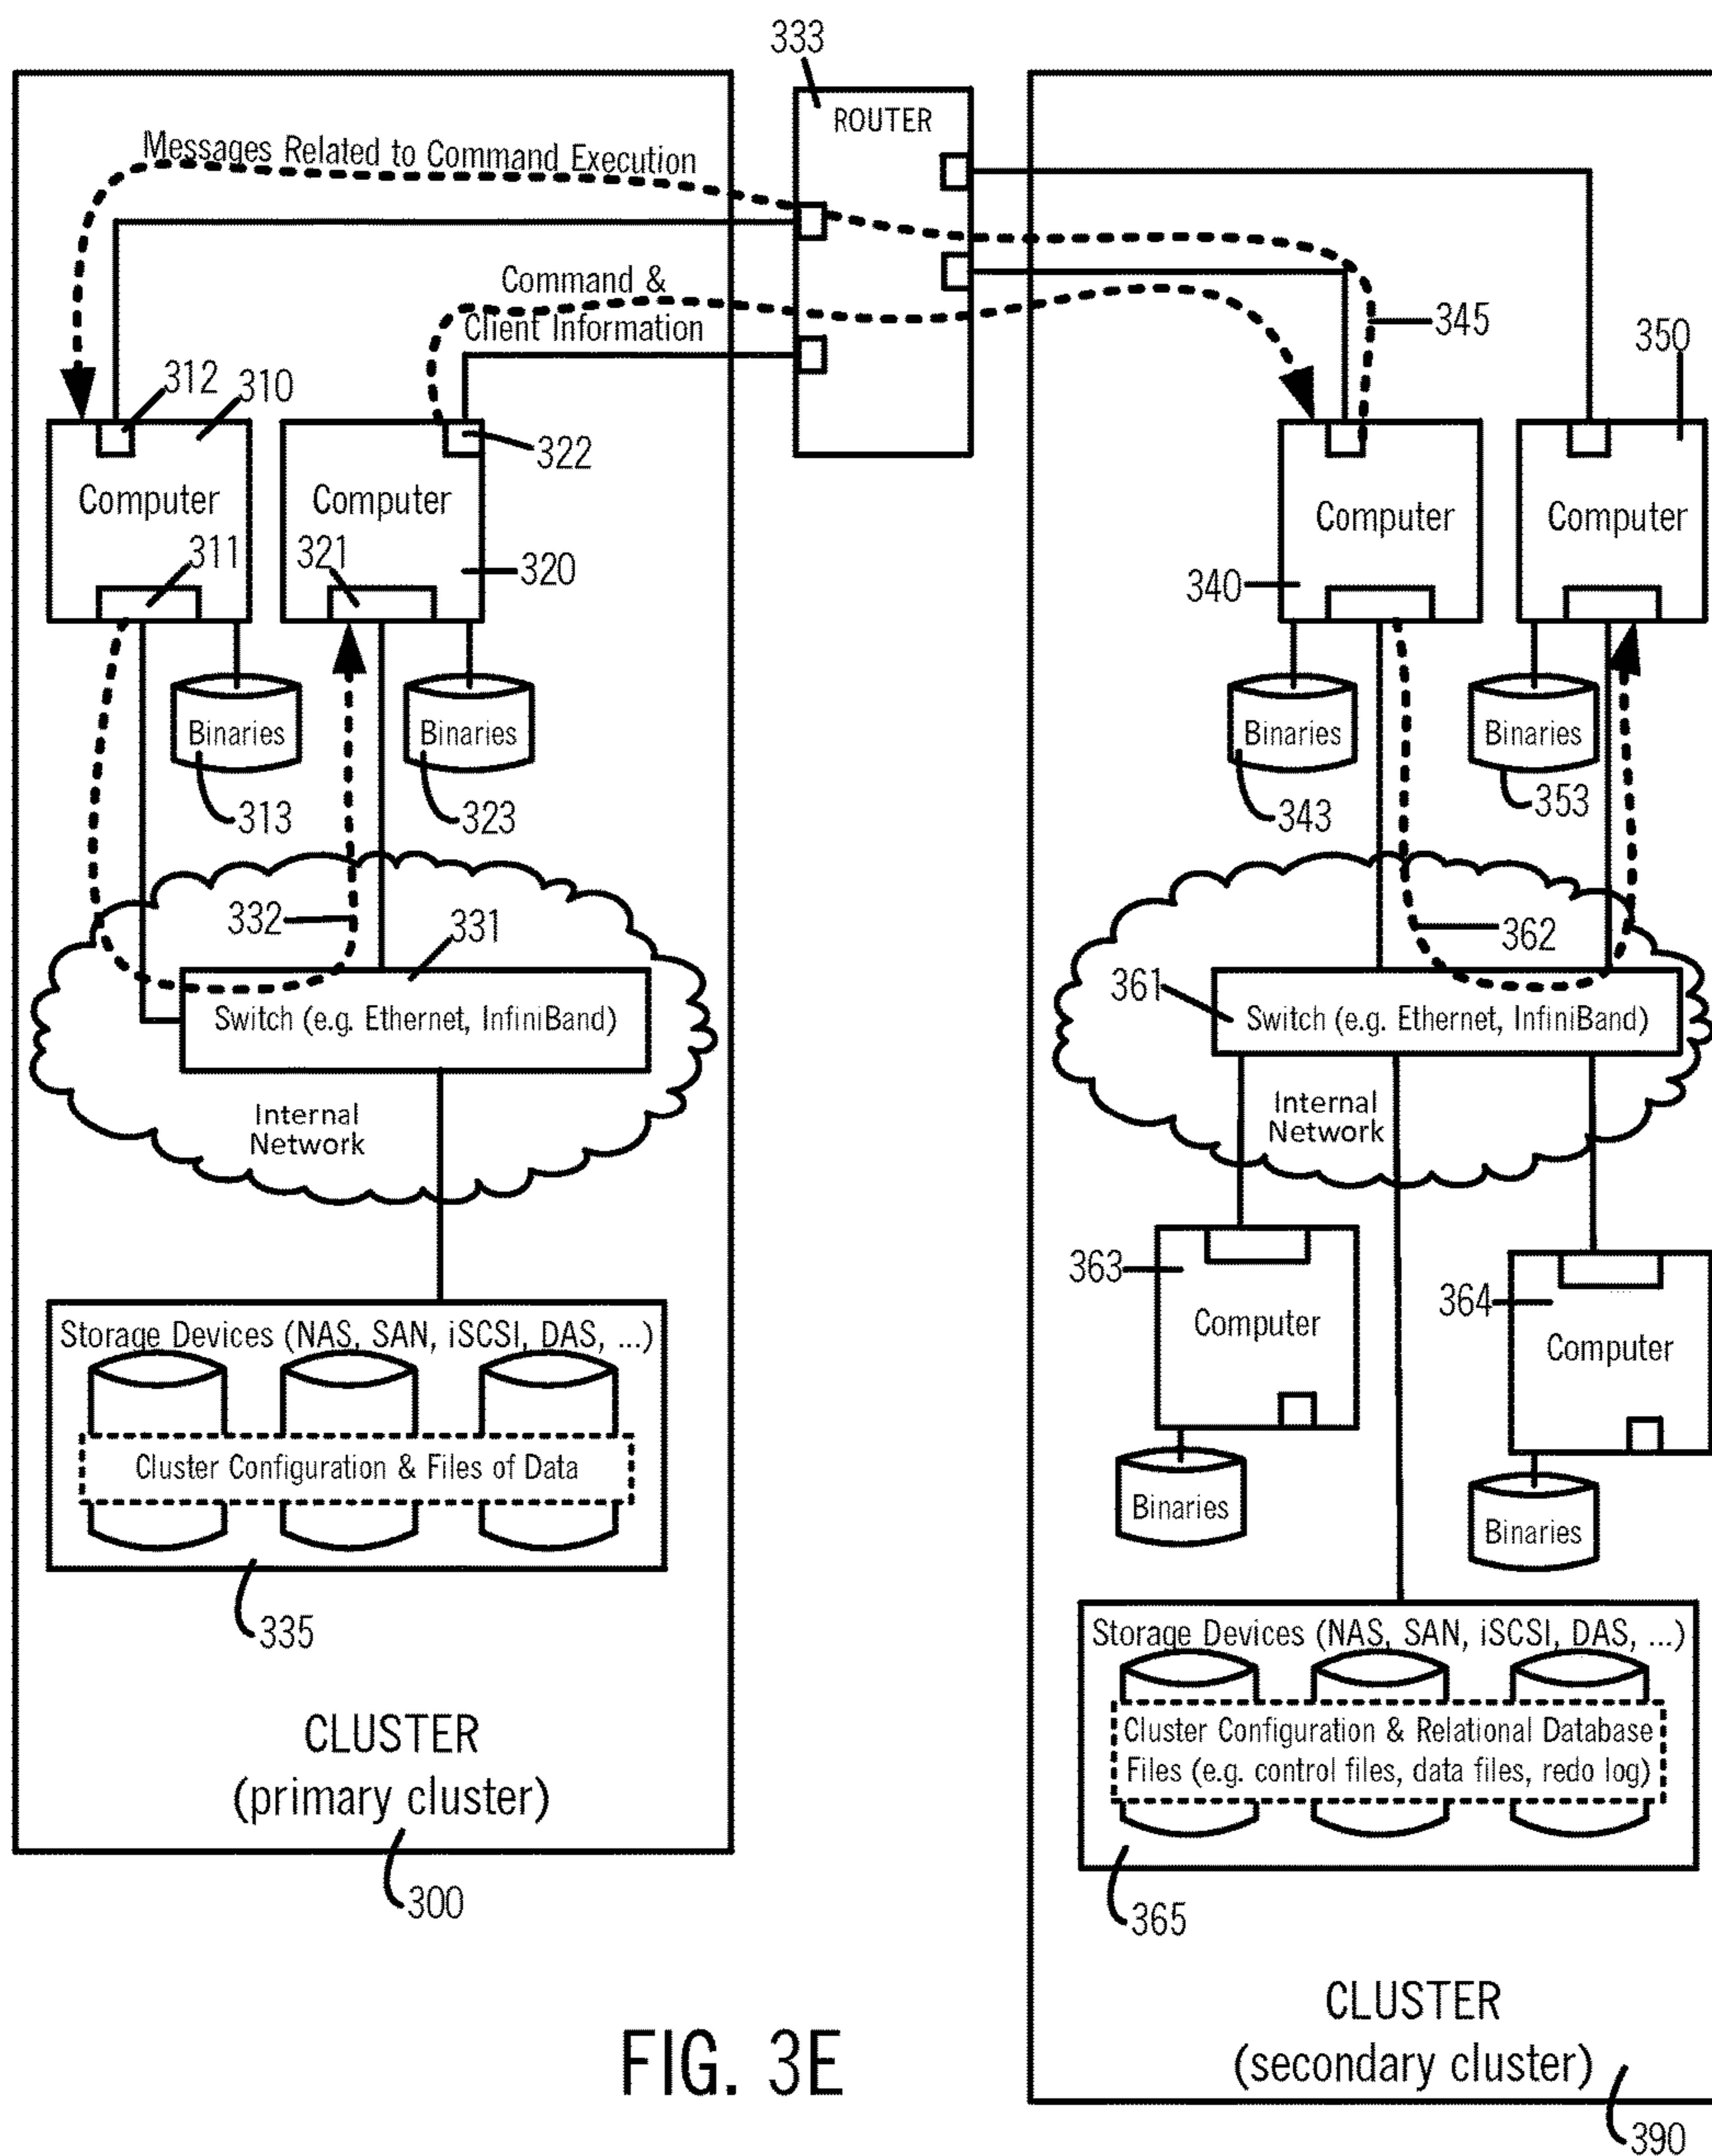 333
ROUTER
Messages Related to Command Execution
Command &
Client Information
345
350
312
310
322
Computer
Computer
Computer
Computer
311
321
320
340
Binaries
Binaries
Binaries
Binaries
313
323
343
353
332
331
362
361
Switch (e.g. Ethernet, InfiniBand)
Switch (e.g. Ethernet, InfiniBand)
Internal
Network
Internal
Network
363
364
Computer
Computer
Binaries
Binaries
Storage Devices (NAS, SAN, iSCSI, DAS, ...)
Cluster Configuration & Files of Data
335
CLUSTER
(primary cluster)
300
Storage Devices (NAS, SAN, iSCSI, DAS, ...)
Cluster Configuration & Relational Database
Files (e.g. control files, data files, redo log)
365
CLUSTER
(secondary cluster)
390
FIG. 3E